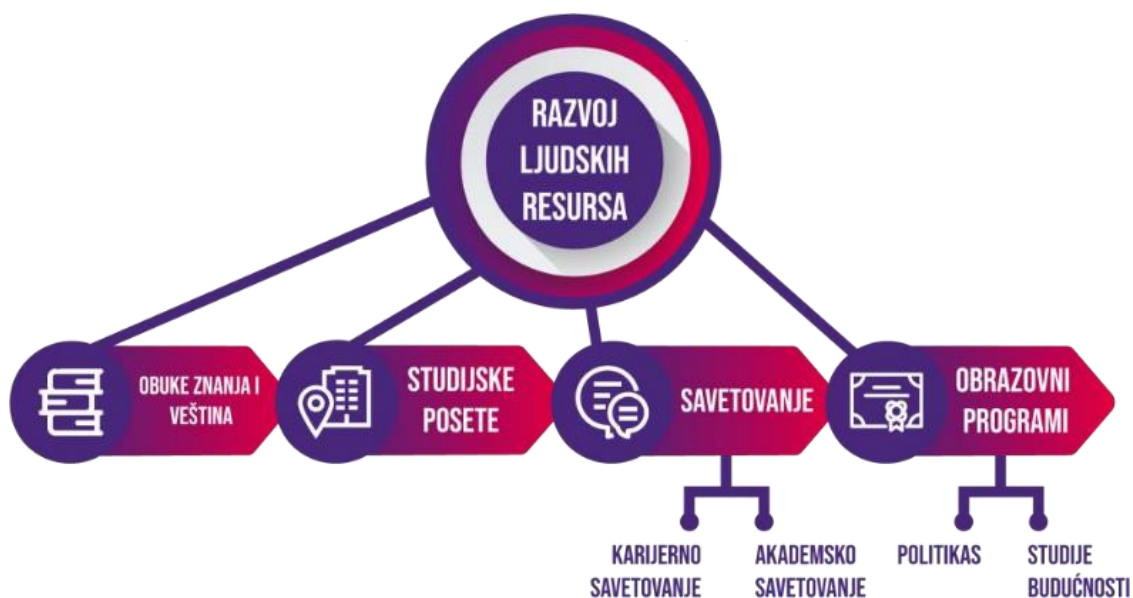 RAZVOJ
LJUDSKIH
RESURSA
OBUKE ZNANJA I
VEŠTINA
STUDIJSKE
POSETE
SAVETOVANJE
OBRAZOVNI
PROGRAMI
KARIJERNO
SAVETOVANJE
AKADEMSKO
SAVETOVANJE
POLITIKAS
STUDIJE
BUDUĆNOSTI